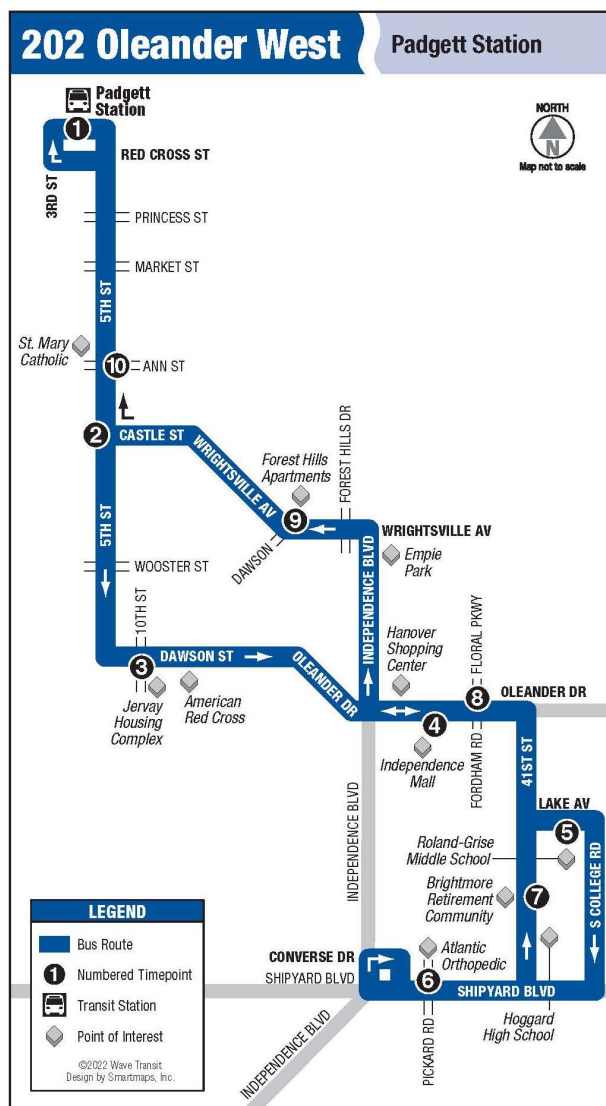 202 Oleander West
Padgett Station
Padgett
Station
1
NORTH
N
Map not to scale
RED CROSS ST
3RD ST
PRINCESS ST
MARKET ST
5TH ST
St. Mary
Catholic
10
ANN ST
2
CASTLE ST
WRIGHTSVILLE AV
Forest Hills
Apartments
FOREST HILLS DR
9
WRIGHTSVILLE AV
DAWSON
5TH ST
INDEPENDENCE BLVD
Empie
Park
WOOSTER ST
10TH ST
3
DAWSON ST
OLEANDER DR
Hanover
Shopping
Center
FLORAL PKWY
8
OLEANDER DR
Jervay
Housing
Complex
American
Red Cross
4
Independence
Mall
FORDHAM RD
41ST ST
INDEPENDENCE BLVD
LAKE AV
5
Roland-Grise
Middle School
S COLLEGE RD
Brightmore
Retirement
Community
7
CONVERSE DR
SHIPYARD BLVD
Atlantic
Orthopedic
6
SHIPYARD BLVD
PICKARD RD
Hoggard
High School
INDEPENDENCE BLVD
LEGEND
Bus Route
1 Numbered Timepoint
Transit Station
Point of Interest
©2022 Wave Transit
Design by Smartmaps, Inc.